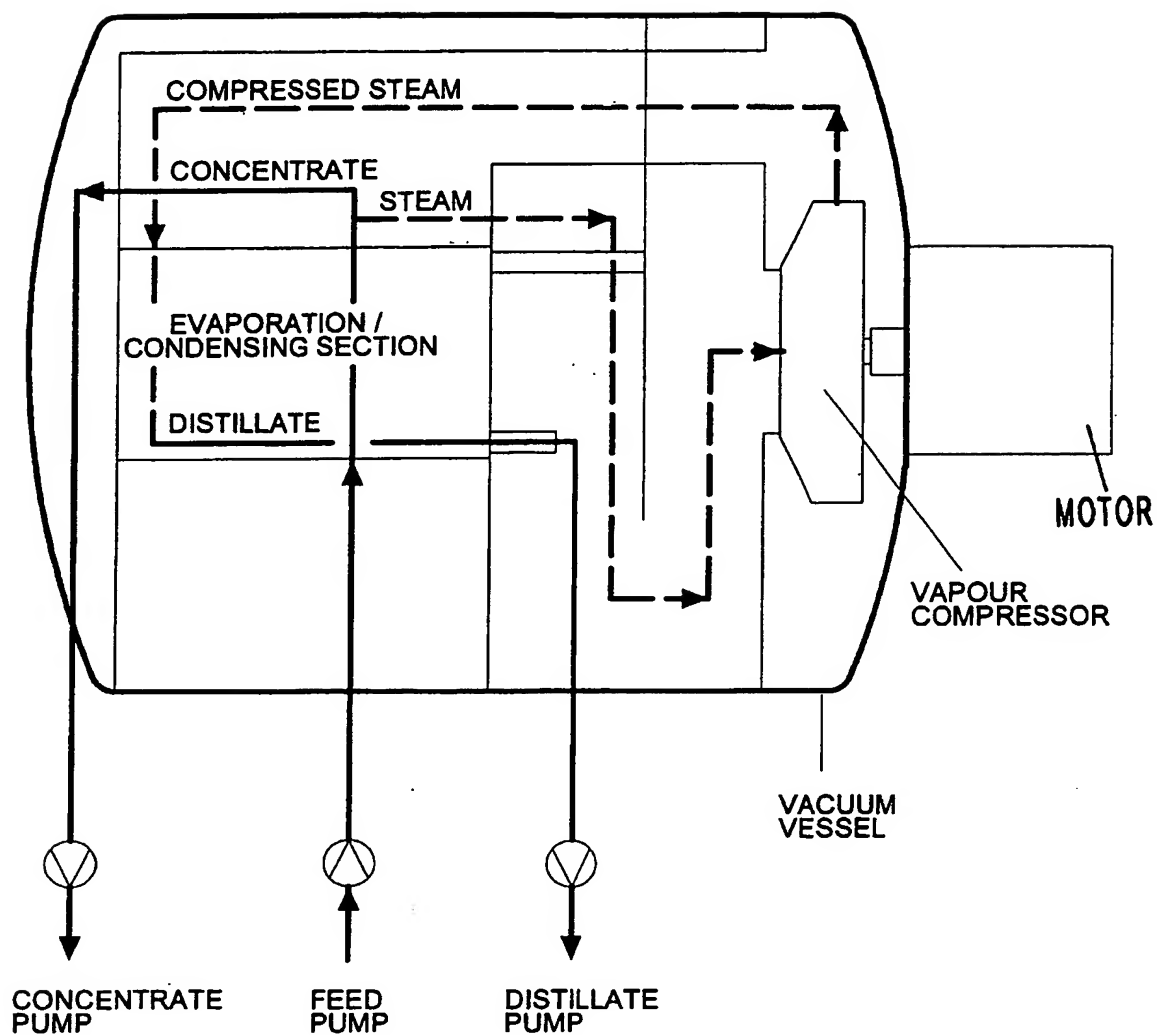 COMPRESSED STEAM
CONCENTRATE
STEAM
EVAPORATION /
CONDENSING SECTION
DISTILLATE
MOTOR
VAPOUR
COMPRESSOR
VACUUM
VESSEL
CONCENTRATE
PUMP
FEED
PUMP
DISTILLATE
PUMP